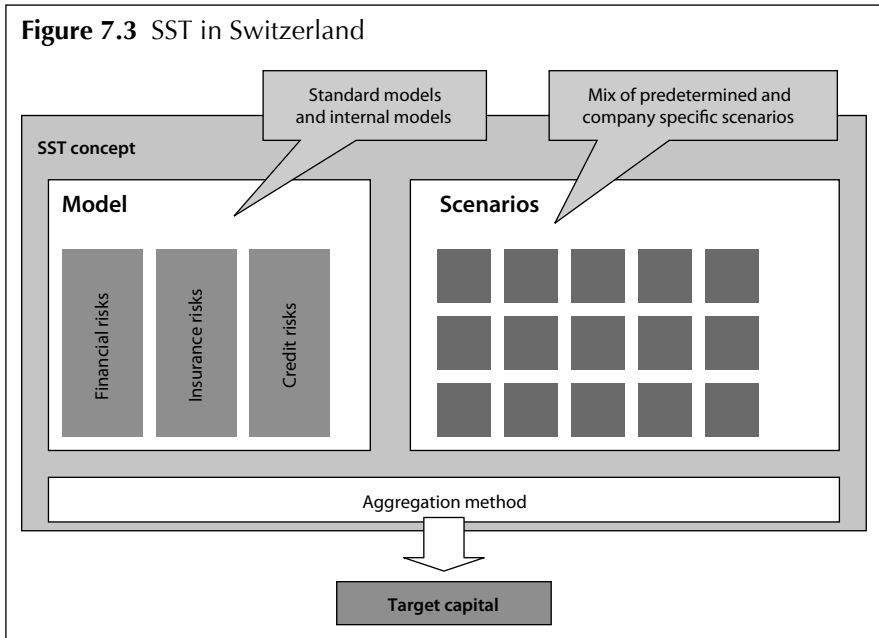 Figure 7.3 SST in Switzerland
Standard models
and internal models
Mix of predetermined and
company specific scenarios
SST concept
Model
Scenarios
Financial risks
Insurance risks
Credit risks
Aggregation method
Target capital